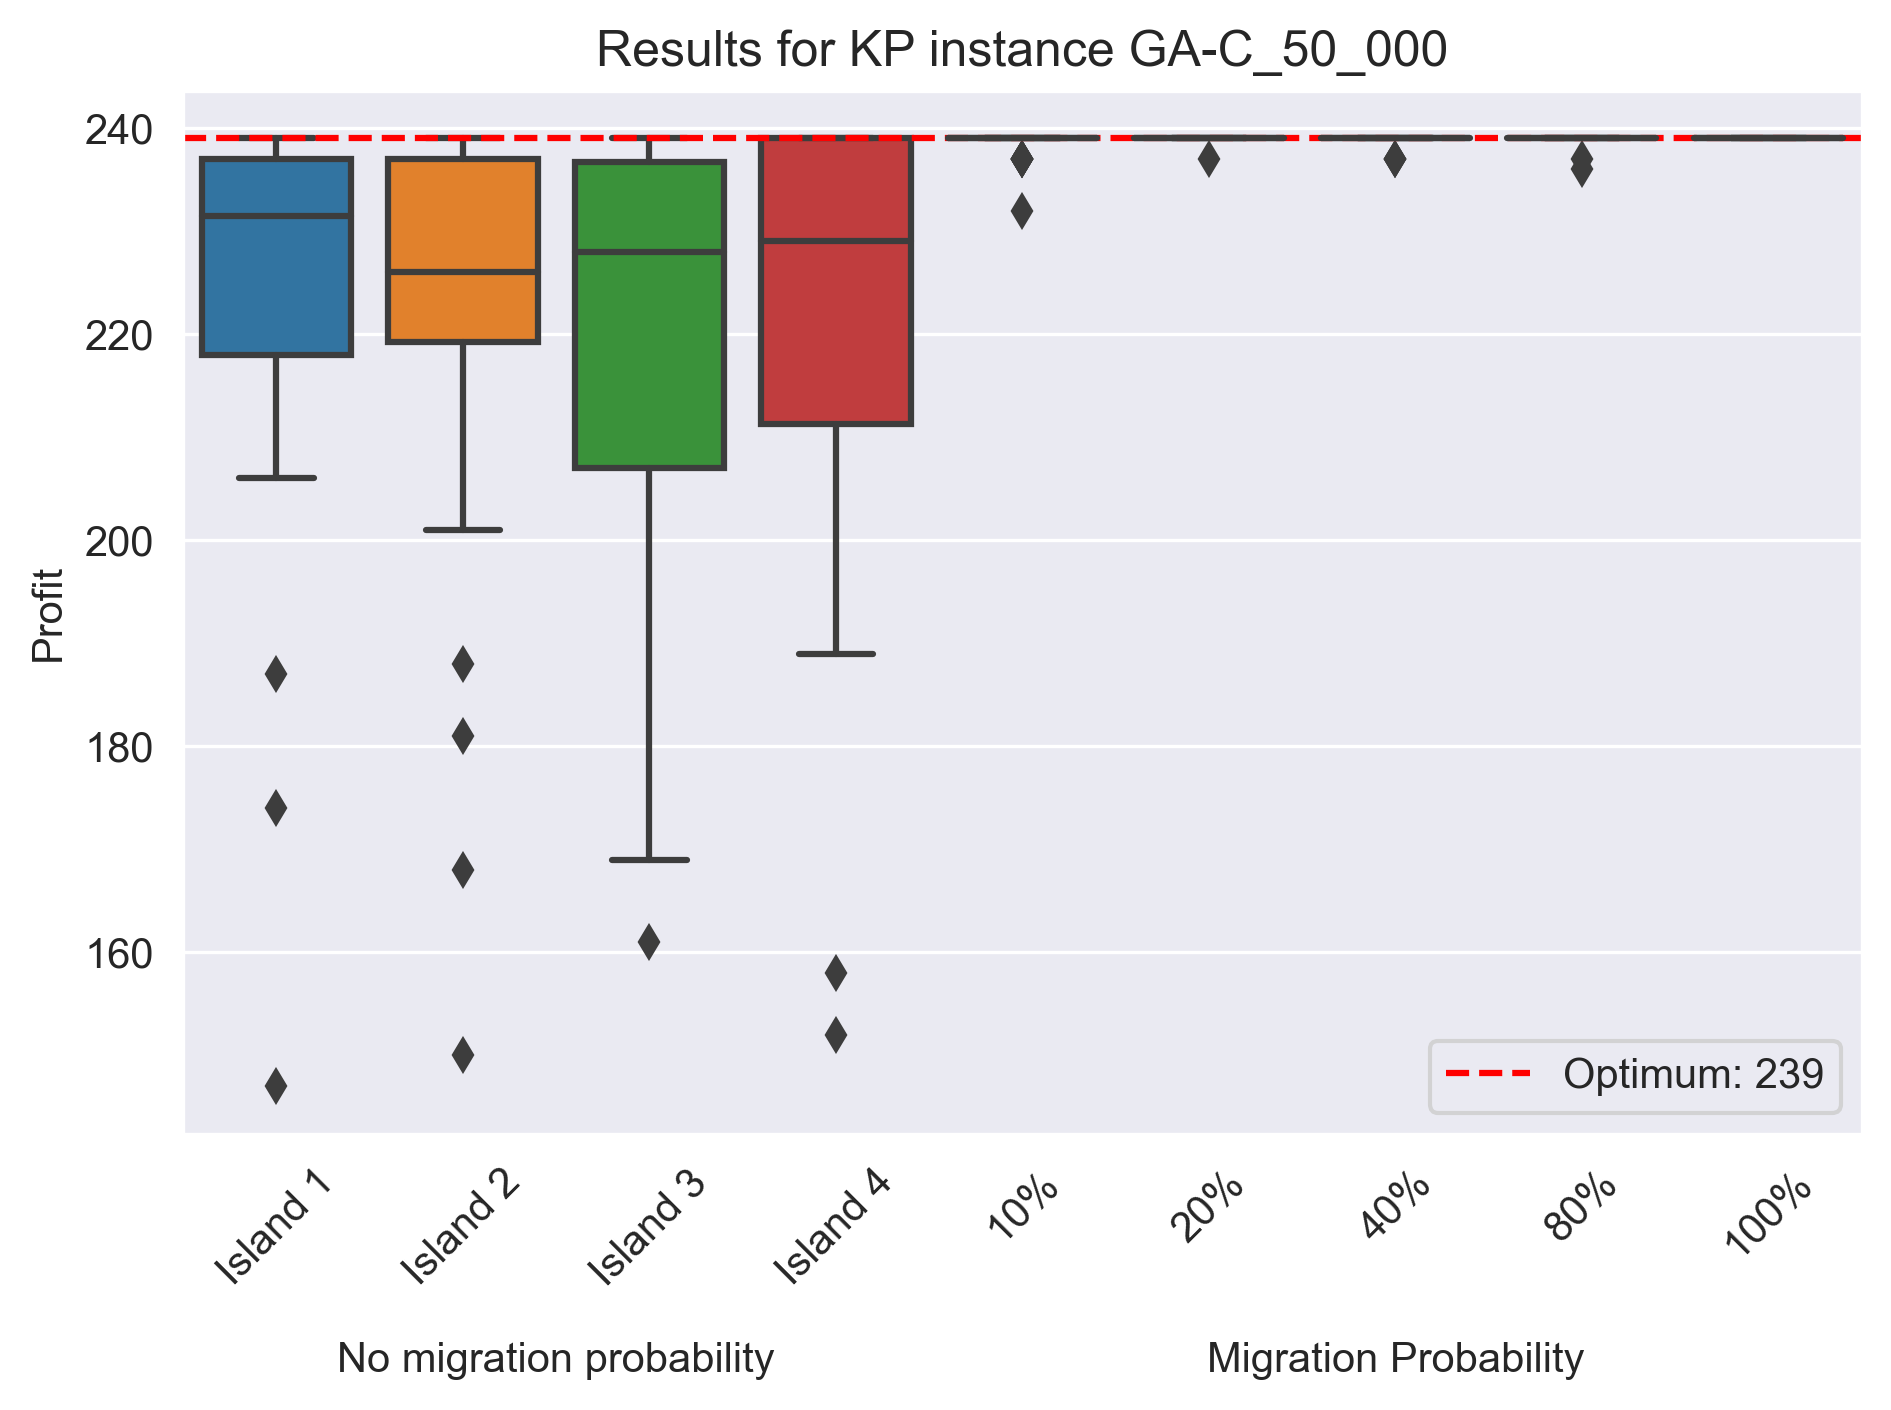 Results for KP instance GA-C_50_000
240
220
200
180
160
Profit
Optimum: 239
Island 1
Island 2
Island 3
Island 4
10%
20%
40%
80%
100%
No migration probability
Migration Probability